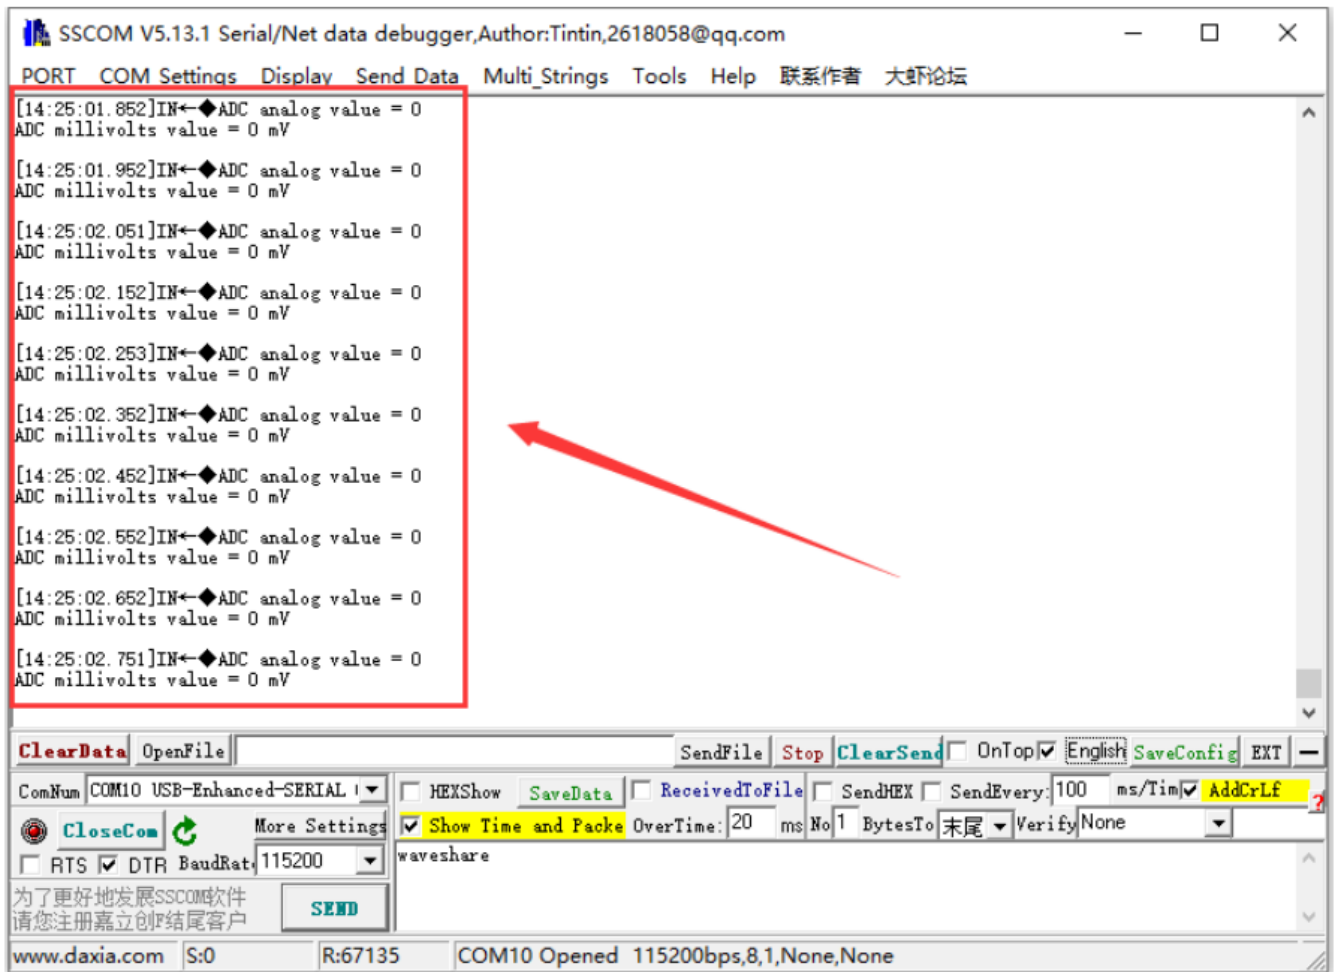 SSCOM V5.13.1 Serial/Net data debugger,Author:Tintin,2618058@qq.com
PORT COM_Settings Display Send_Data Multi_Strings Tools Help 联系作者 大虾论坛
[14:25:01.852]IN←◆ADC analog value = 0
ADC millivolts value = 0 mV
[14:25:01.952]IN←◆ADC analog value = 0
ADC millivolts value = 0 mV
[14:25:02.051]IN←◆ADC analog value = 0
ADC millivolts value = 0 mV
[14:25:02.152]IN←◆ADC analog value = 0
ADC millivolts value = 0 mV
[14:25:02.253]IN←◆ADC analog value = 0
ADC millivolts value = 0 mV
[14:25:02.352]IN←◆ADC analog value = 0
ADC millivolts value = 0 mV
[14:25:02.452]IN←◆ADC analog value = 0
ADC millivolts value = 0 mV
[14:25:02.552]IN←◆ADC analog value = 0
ADC millivolts value = 0 mV
[14:25:02.652]IN←◆ADC analog value = 0
ADC millivolts value = 0 mV
[14:25:02.751]IN←◆ADC analog value = 0
ADC millivolts value = 0 mV
ClearData OpenFile SendFile Stop ClearSend OnTop English SaveConfig EXT —
ComNum COM10 USB-Enhanced-SERIAL HEXShow SaveData ReceivedToFile SendHEX SendEvery: 100 ms/Tim AddCrLf
CloseCom More Settings Show Time and Packe OverTime: 20 ms No 1 BytesTo 末尾 Verify None ?
RTS DTR BaudRat 115200 waveshare
为了更好地发展SSCOM软件
请您注册嘉立创F结尾客户 SEND
www.daxia.com S:0 R:67135 COM10 Opened 115200bps,8,1,None,None